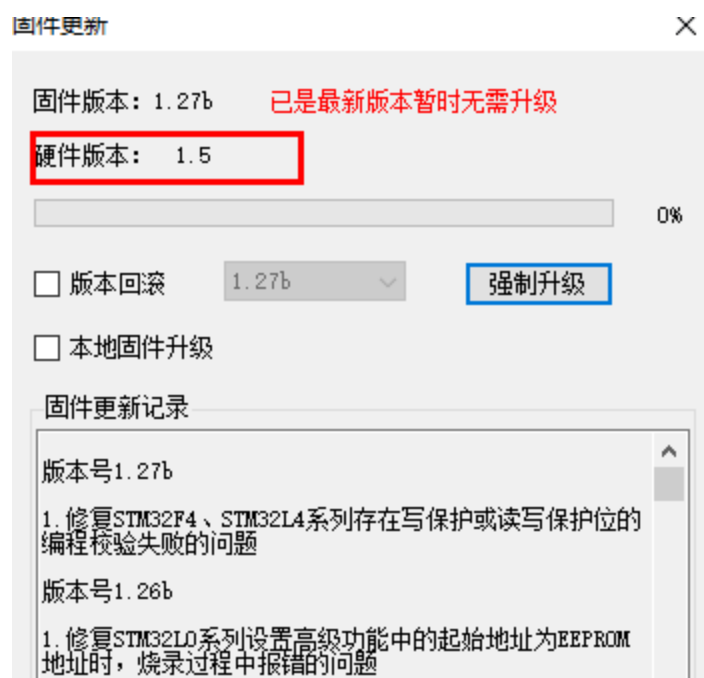 固件更新
固件版本：1.27b 已是最新版本暂时无需升级
硬件版本： 1.5
0%
版本回滚 1.27b 强制升级
本地固件升级
固件更新记录
版本号1.27b
1.修复STM32F4、STM32L4系列存在写保护或读写保护位的
编程校验失败的问题
版本号1.26b
1.修复STM32L0系列设置高级功能中的起始地址为EEPROM
地址时，烧录过程中报错的问题